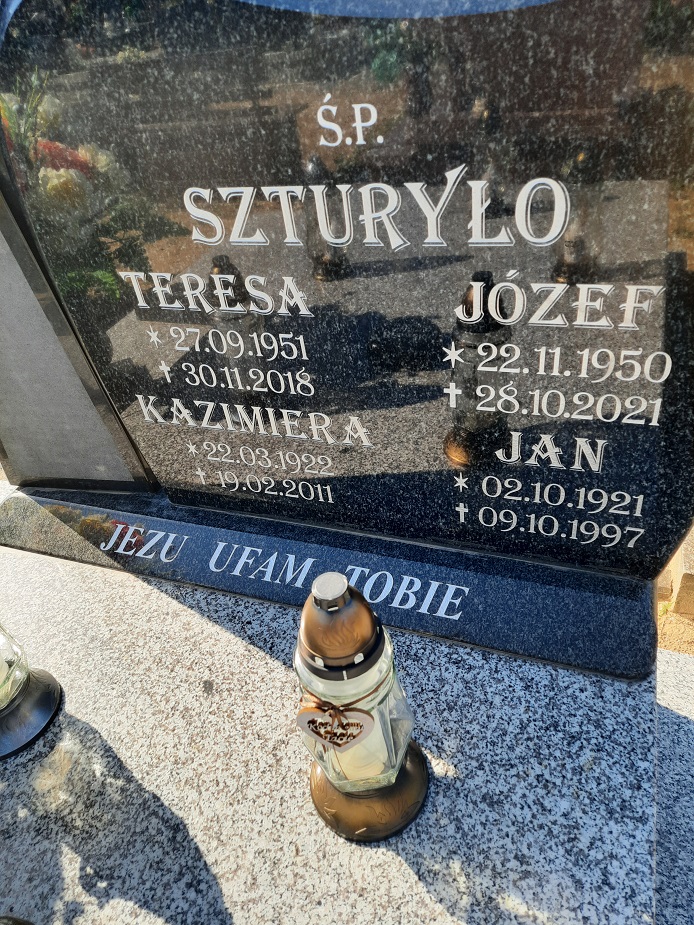 Ś.P.
SZTURYŁO
TERESA
* 27.09.1951
† 30.11.2018
KAZIMIERA
* 22.03.1922
† 19.02.2011
JÓZEF
* 22.11.1950
† 28.10.2021
JAN
* 02.10.1921
† 09.10.1997
JEZU UFAM TOBIE